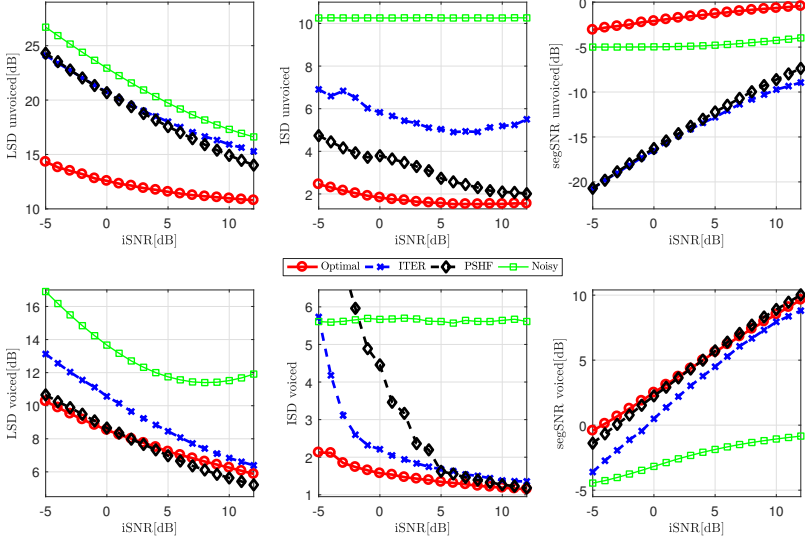 LSD unvoiced[dB]
25
20
15
10
-5 0 5 10
iSNR[dB]
ISD unvoiced
10
8
6
4
2
-5 0 5 10
iSNR[dB]
segSNR unvoiced[dB]
0
-5
-10
-15
-20
-5 0 5 10
iSNR[dB]
Optimal ITER PSHF Noisy
LSD voiced[dB]
16
14
12
10
8
6
-5 0 5 10
iSNR[dB]
ISD voiced
6
5
4
3
2
1
-5 0 5 10
iSNR[dB]
segSNR voiced[dB]
10
5
0
-5
-5 0 5 10
iSNR[dB]